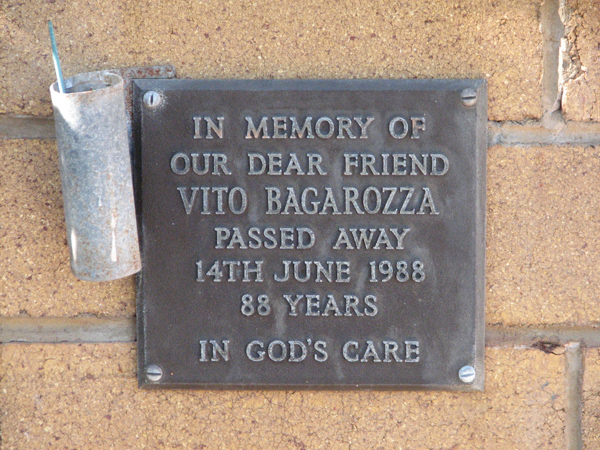 IN MEMORY OF
OUR DEAR FRIEND
VITO BAGAROZZA
PASSED AWAY
14TH JUNE 1988
88 YEARS
IN GOD'S CARE